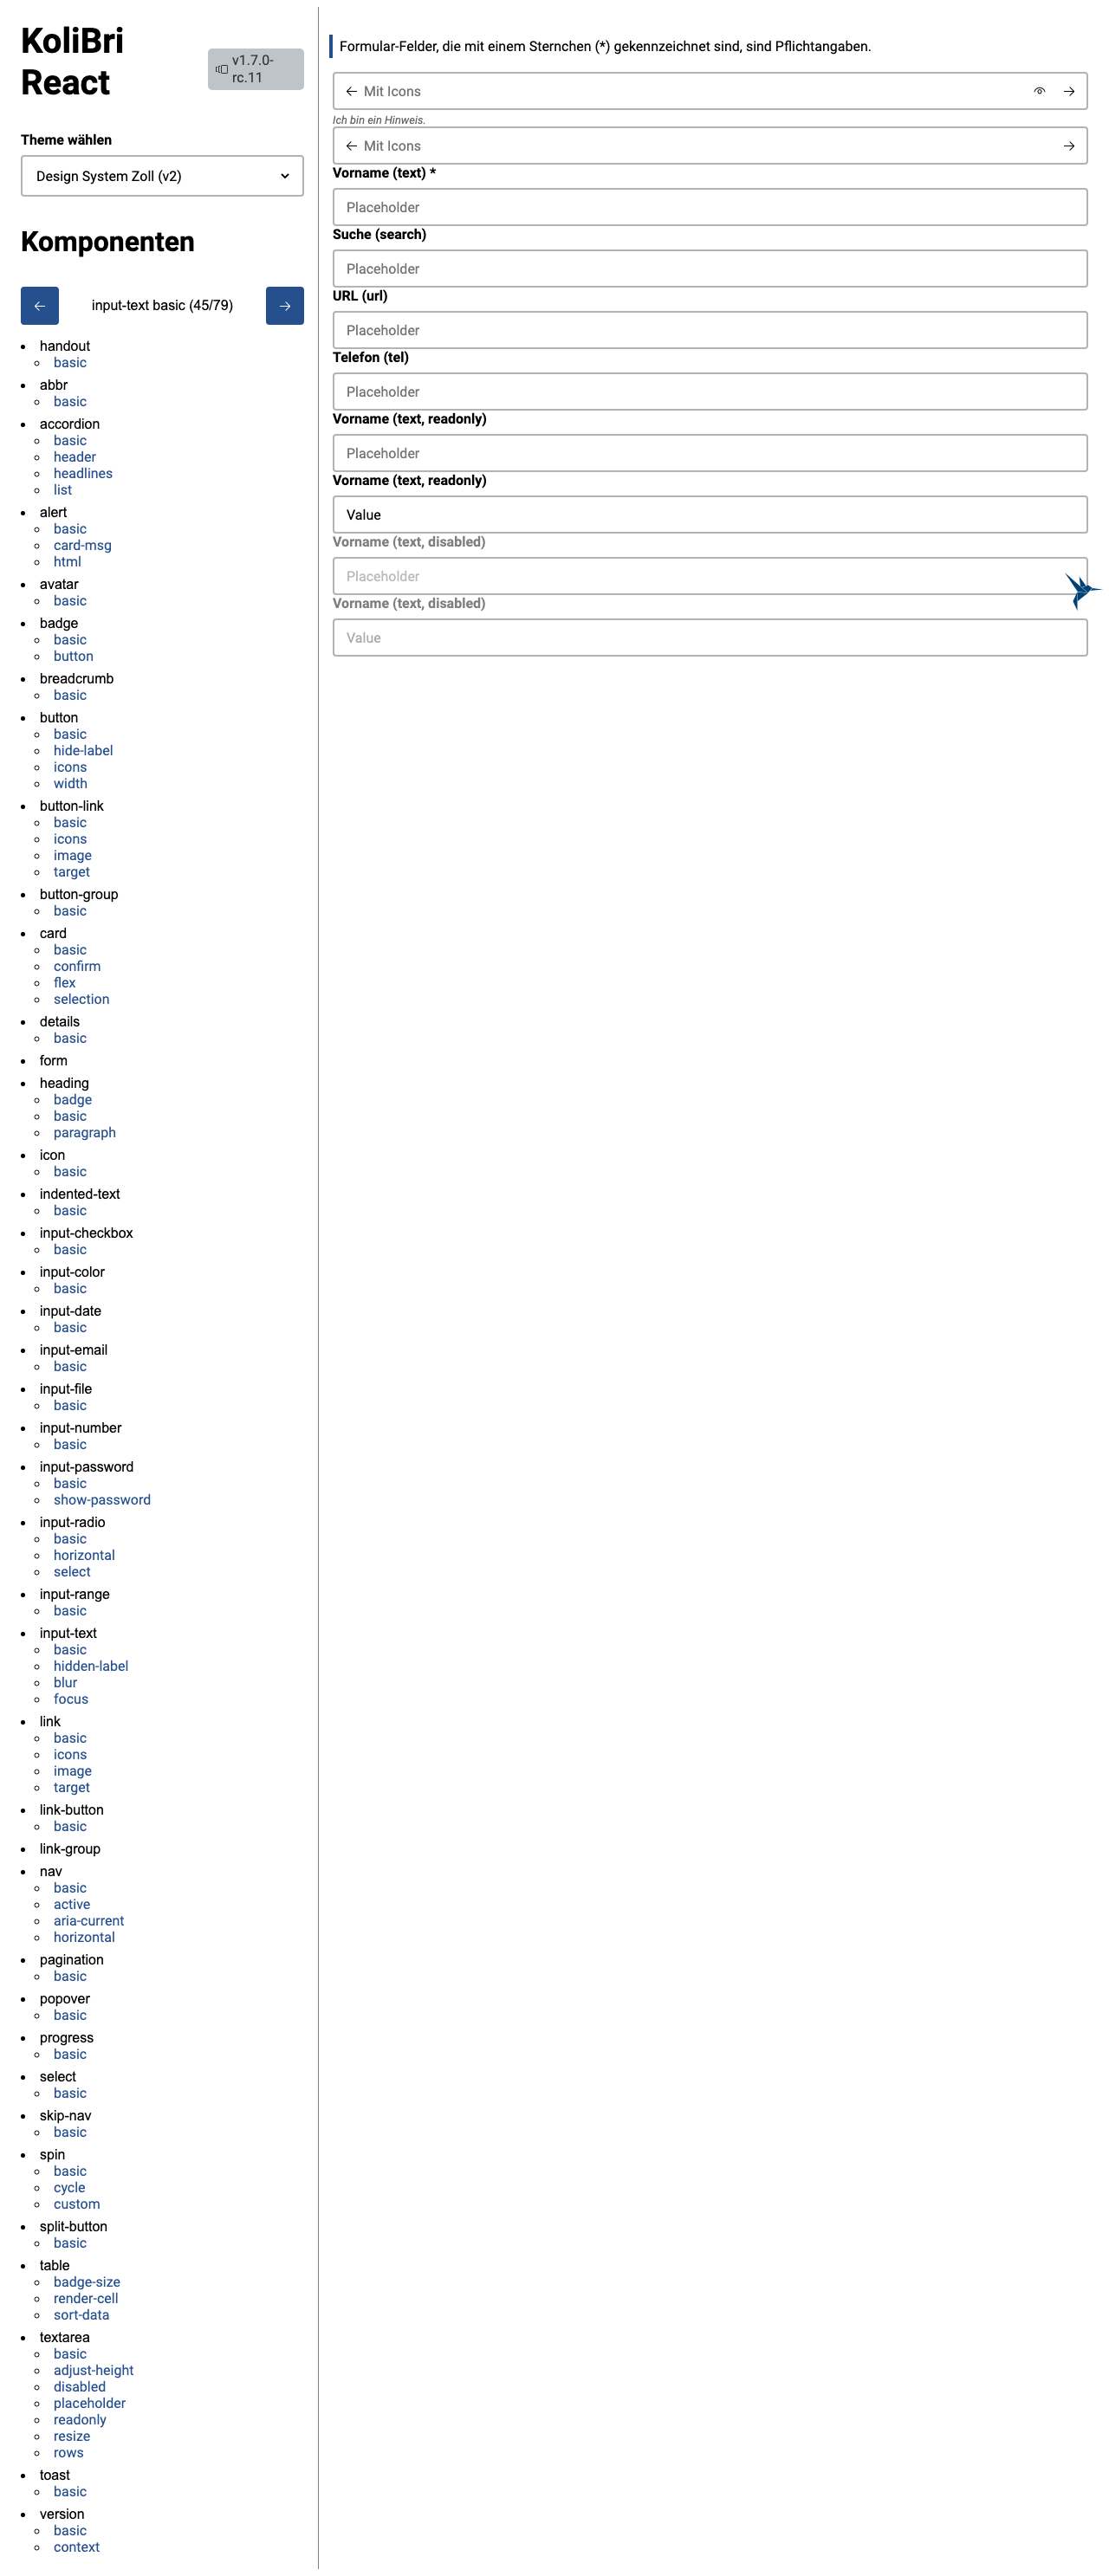 KoliBri
React
v1.7.0-
rc.11
Theme wählen
Design System Zoll (v2)
Komponenten
input-text basic (45/79)
handout
basic
abbr
basic
accordion
basic
header
headlines
list
alert
basic
card-msg
html
avatar
basic
badge
basic
button
breadcrumb
basic
button
basic
hide-label
icons
width
button-link
basic
icons
image
target
button-group
basic
card
basic
confirm
flex
selection
details
basic
form
heading
badge
basic
paragraph
icon
basic
indented-text
basic
input-checkbox
basic
input-color
basic
input-date
basic
input-email
basic
input-file
basic
input-number
basic
input-password
basic
show-password
input-radio
basic
horizontal
select
input-range
basic
input-text
basic
hidden-label
blur
focus
link
basic
icons
image
target
link-button
basic
link-group
nav
basic
active
aria-current
horizontal
pagination
basic
popover
basic
progress
basic
select
basic
skip-nav
basic
spin
basic
cycle
custom
split-button
basic
table
badge-size
render-cell
sort-data
textarea
basic
adjust-height
disabled
placeholder
readonly
resize
rows
toast
basic
version
basic
context
Formular-Felder, die mit einem Sternchen (*) gekennzeichnet sind, sind Pflichtangaben.
Mit Icons
Ich bin ein Hinweis.
Mit Icons
Vorname (text) *
Placeholder
Suche (search)
Placeholder
URL (url)
Placeholder
Telefon (tel)
Placeholder
Vorname (text, readonly)
Placeholder
Vorname (text, readonly)
Value
Vorname (text, disabled)
Placeholder
Vorname (text, disabled)
Value